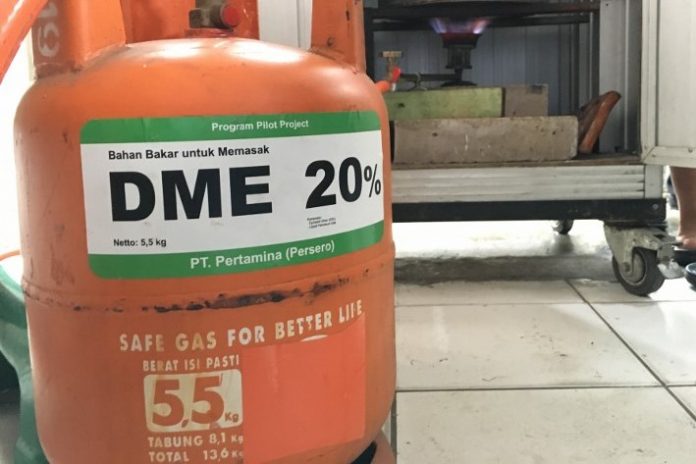 Program Pilot Project
Bahan Bakar untuk Memasak
DME 20%
Netto: 5,5 kg
PT. Pertamina (Persero)
SAFE GAS FOR BETTER LIFE
BERAT ISI PASTI
5,5 Kg
TABUNG 8,1 Kg
TOTAL 13,6 Kg